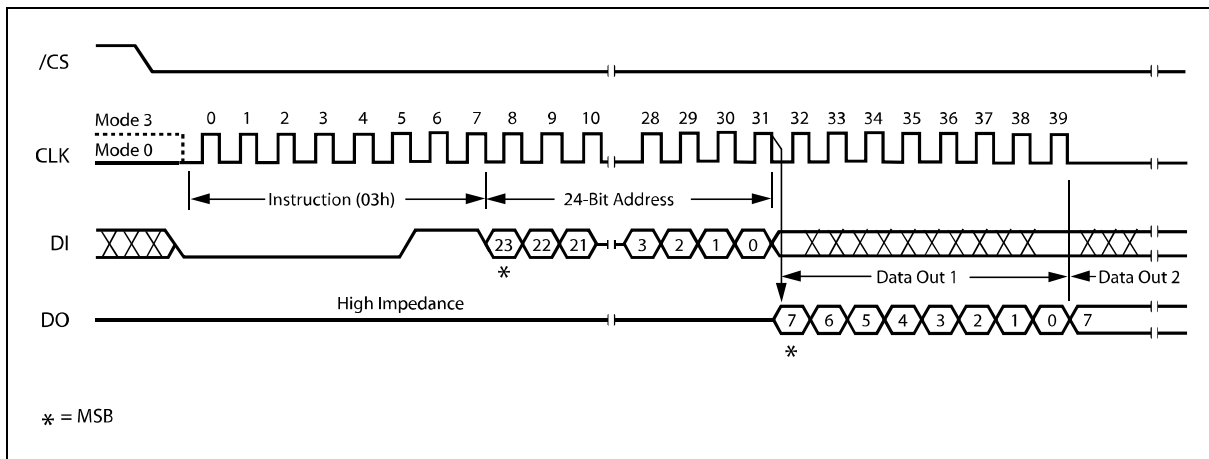 /CS
Mode 3
0 1 2 3 4 5 6 7 8 9 10 28 29 30 31 32 33 34 35 36 37 38 39
CLK
Mode 0
Instruction (03h) 24-Bit Address
DI
23 22 21 3 2 1 0
*
Data Out 1 Data Out 2
High Impedance
DO
7 6 5 4 3 2 1 0 7
*
* = MSB